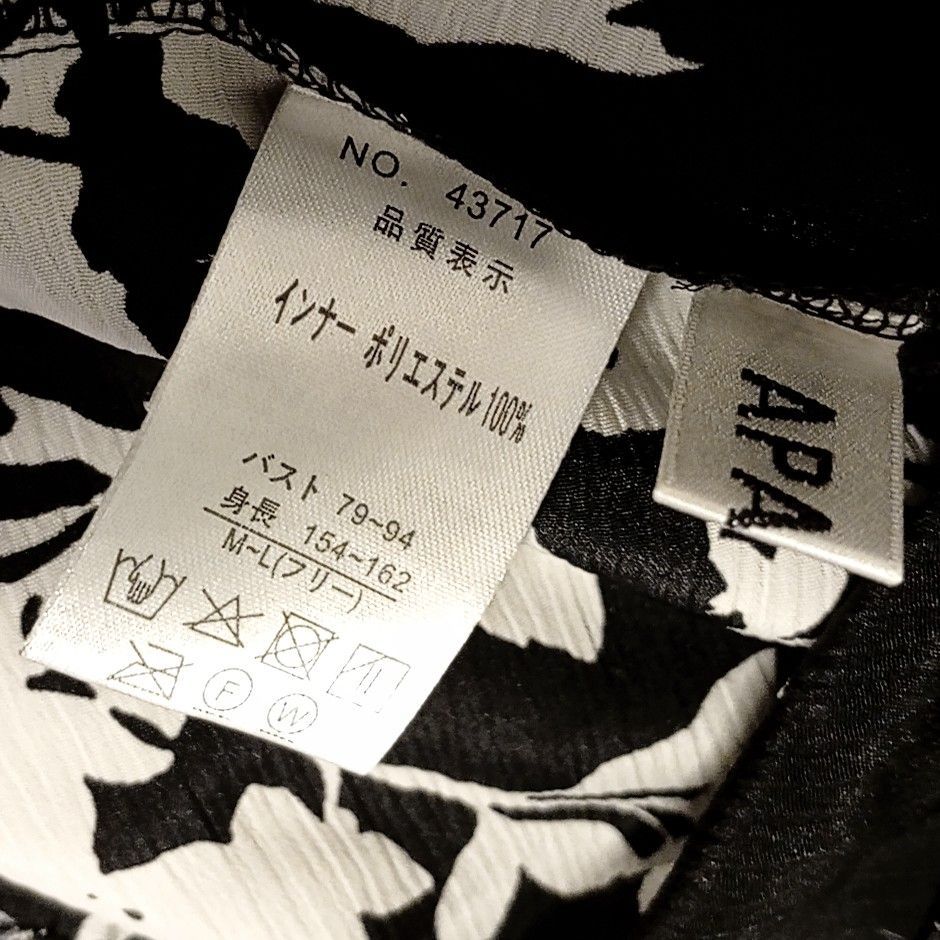 NO. 43717
品質表示
インナー ポリエステル100%
バスト 79~94
身長 154~162
M~L(フリー)
F
W
APA